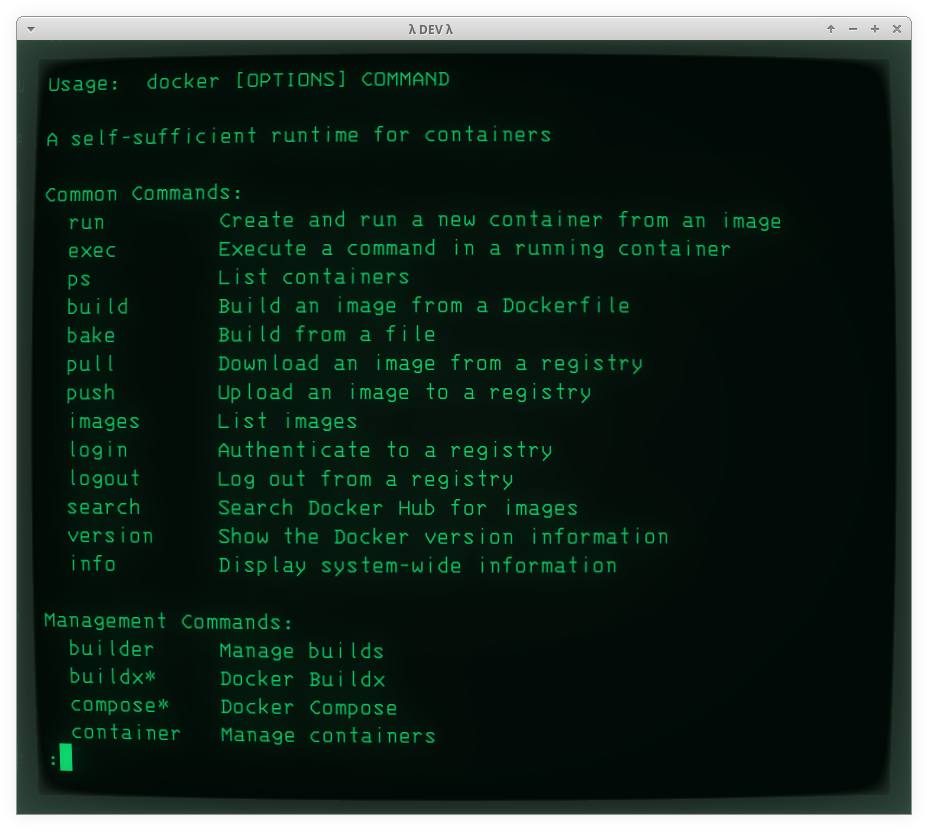 λ DEV λ
Usage:  docker [OPTIONS] COMMAND

A self-sufficient runtime for containers

Common Commands:
  run         Create and run a new container from an image
  exec        Execute a command in a running container
  ps          List containers
  build       Build an image from a Dockerfile
  bake        Build from a file
  pull        Download an image from a registry
  push        Upload an image to a registry
  images      List images
  login       Authenticate to a registry
  logout      Log out from a registry
  search      Search Docker Hub for images
  version     Show the Docker version information
  info        Display system-wide information

Management Commands:
  builder     Manage builds
  buildx*     Docker Buildx
  compose*    Docker Compose
  container   Manage containers
: